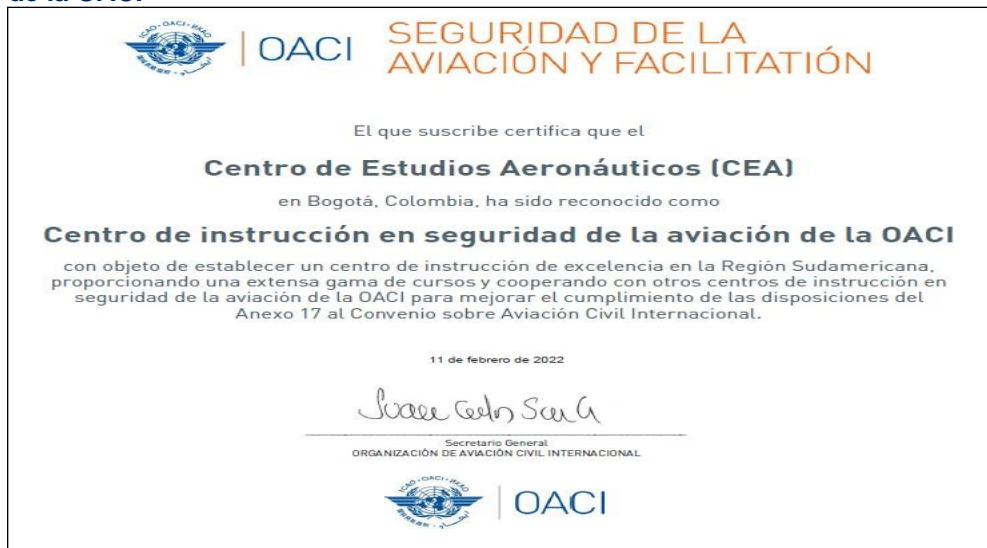 OACI
SEGURIDAD DE LA
AVIACIÓN Y FACILITATIÓN
El que suscribe certifica que el
Centro de Estudios Aeronáuticos (CEA)
en Bogotá, Colombia, ha sido reconocido como
Centro de instrucción en seguridad de la aviación de la OACI
con objeto de establecer un centro de instrucción de excelencia en la Región Sudamericana,
proporcionando una extensa gama de cursos y cooperando con otros centros de instrucción en
seguridad de la aviación de la OACI para mejorar el cumplimiento de las disposiciones del
Anexo 17 al Convenio sobre Aviación Civil Internacional.
11 de febrero de 2022
Secretario General
ORGANIZACIÓN DE AVIACIÓN CIVIL INTERNACIONAL
OACI